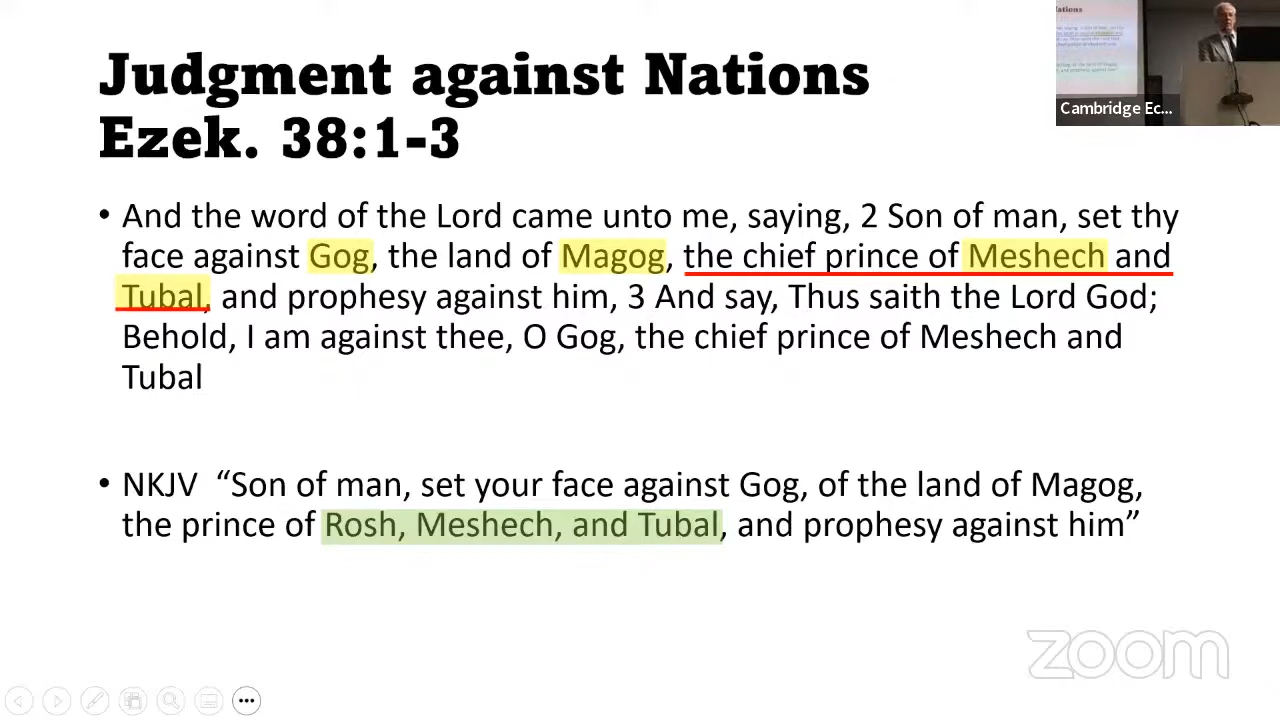 Judgment against Nations
Ezek. 38:1-3
• And the word of the Lord came unto me, saying, 2 Son of man, set thy
face against Gog, the land of Magog, the chief prince of Meshech and
Tubal, and prophesy against him, 3 And say, Thus saith the Lord God;
Behold, I am against thee, O Gog, the chief prince of Meshech and
Tubal
• NKJV “Son of man, set your face against Gog, of the land of Magog,
the prince of Rosh, Meshech, and Tubal, and prophesy against him”
Cambridge Ec...
zoom